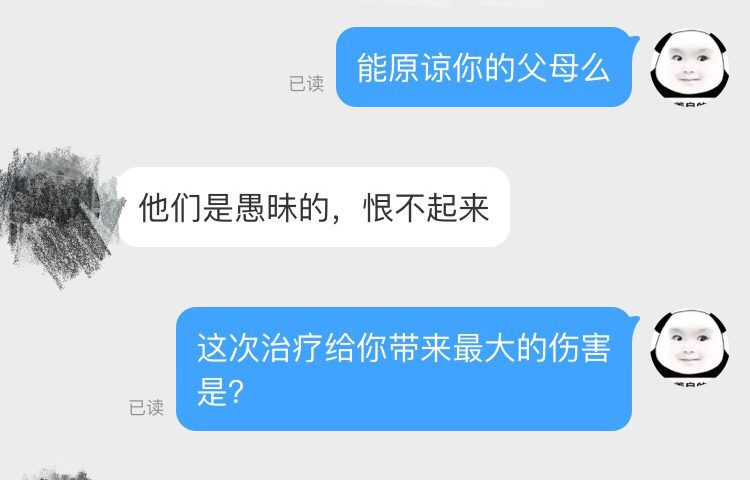 能原谅你的父母么
已读
他们是愚昧的，恨不起来
这次治疗给你带来最大的伤害
是？
已读